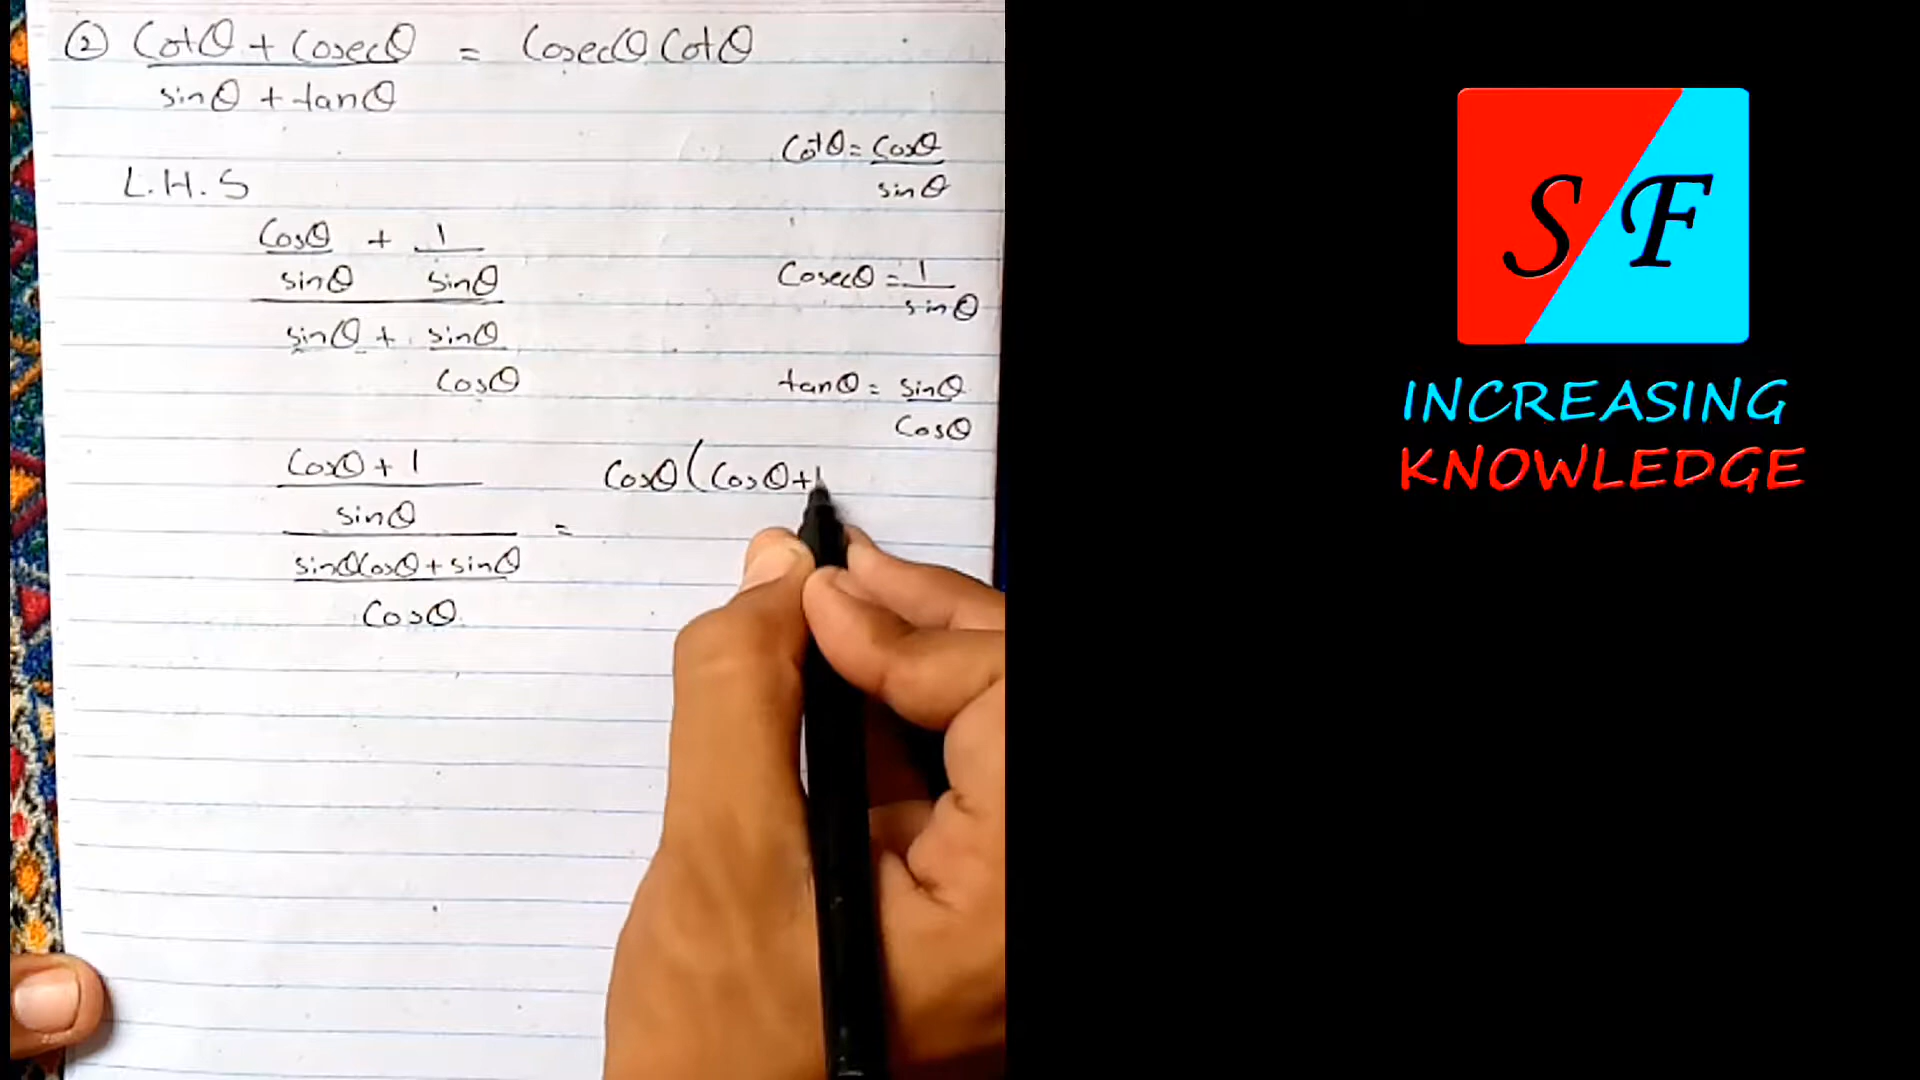 ② Cotθ + Cosecθ = Cosecθ Cotθ
sinθ + tanθ
Cotθ = Cosθ
sinθ
L.H.S
Cosθ + 1
sinθ sinθ
Cosecθ = 1
sinθ
sinθ + sinθ
Cosθ
tanθ = sinθ
Cosθ
Cosθ + 1
sinθ
= Cosθ(Cosθ+1
sinθCosθ + sinθ
Cosθ
SF
INCREASING
KNOWLEDGE